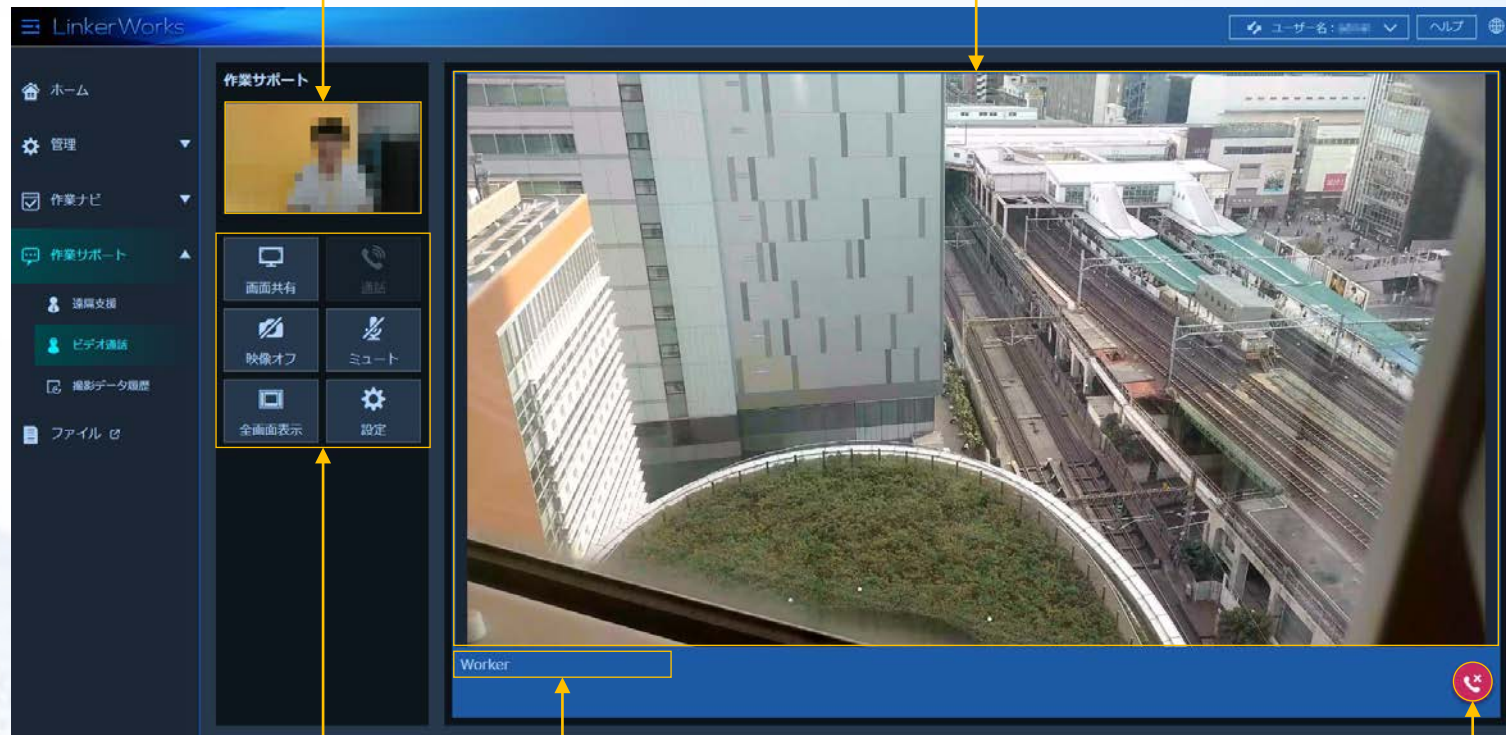 LinkerWorks
ユーザー名:
ヘルプ
ホーム
管理
作業ナビ
作業サポート
遠隔支援
ビデオ通話
撮影データ履歴
ファイル
作業サポート
画面共有
通話
映像オフ
ミュート
全画面表示
設定
Worker